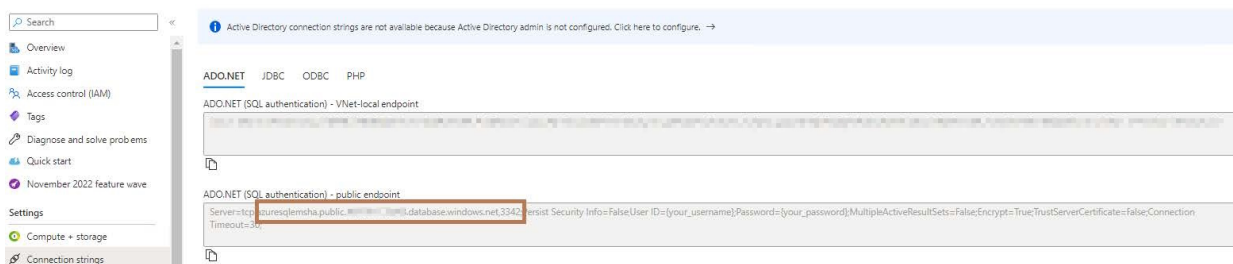 Search
«
Overview
Activity log
Access control (IAM)
Tags
Diagnose and solve problems
Quick start
November 2022 feature wave
Settings
Compute + storage
Connection strings
Active Directory connection strings are not available because Active Directory admin is not configured. Click here to configure. →
ADO.NET JDBC ODBC PHP
ADO.NET (SQL authentication) - VNet-local endpoint
ADO.NET (SQL authentication) - public endpoint
Server=tcp:azuresqlemsha.public. .database.windows.net,3342;Persist Security Info=False;User ID={your_username};Password={your_password};MultipleActiveResultSets=False;Encrypt=True;TrustServerCertificate=False;Connection
Timeout=30;